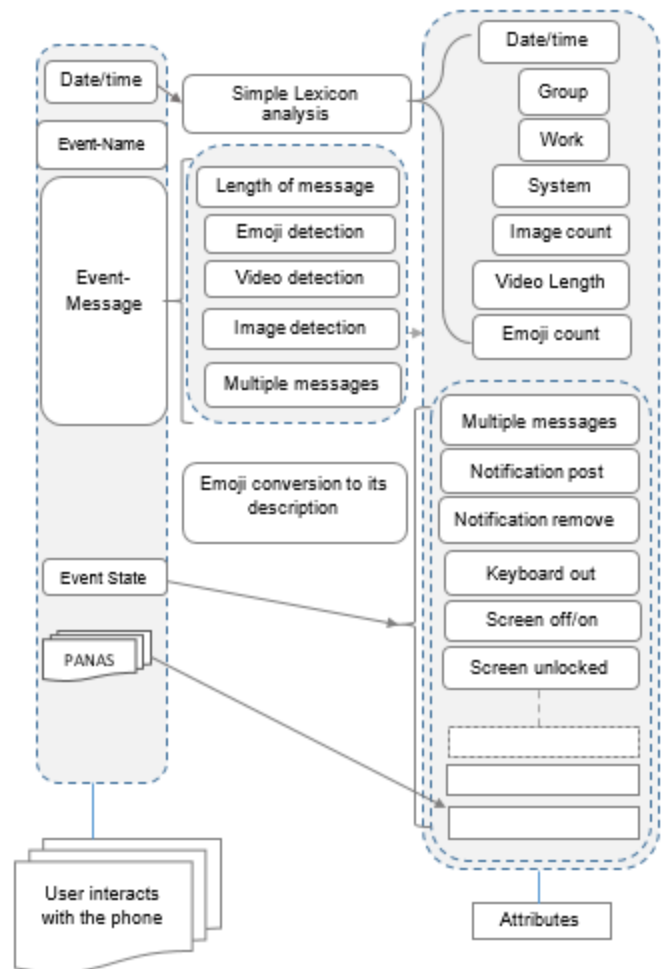 Date/time
Event-Name
Event-
Message
Event State
PANAS
User interacts
with the phone
Simple Lexicon
analysis
Length of message
Emoji detection
Video detection
Image detection
Multiple messages
Emoji conversion to its
description
Date/time
Group
Work
System
Image count
Video Length
Emoji count
Multiple messages
Notification post
Notification remove
Keyboard out
Screen off/on
Screen unlocked
Attributes